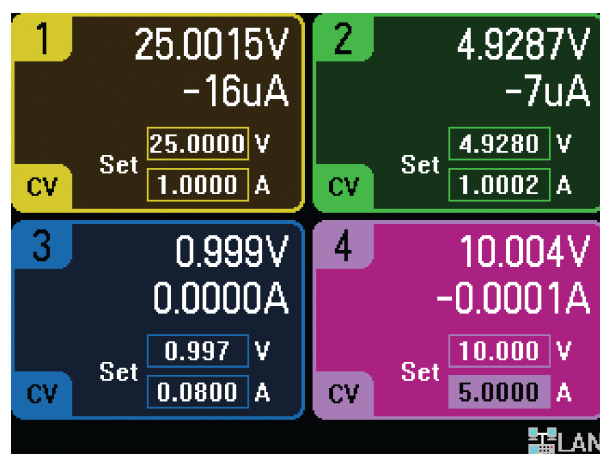 1 25.0015V
-16uA
Set 25.0000 V
1.0000 A
CV
2 4.9287V
-7uA
Set 4.9280 V
1.0002 A
CV
3 0.999V
0.0000A
Set 0.997 V
0.0800 A
CV
4 10.004V
-0.0001A
Set 10.000 V
5.0000 A
CV
LAN